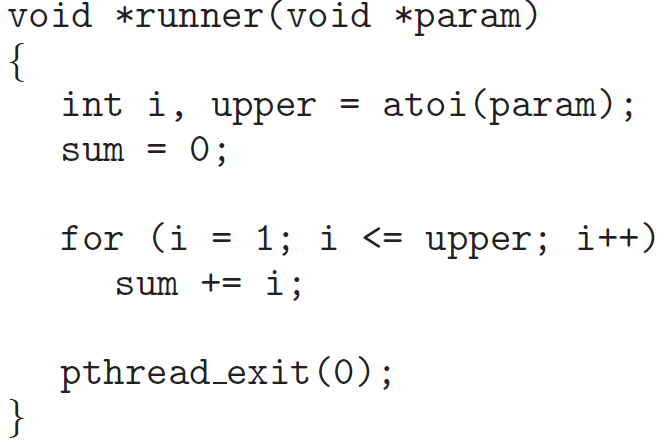 void *runner(void *param)
{
int i, upper = atoi(param);
sum = 0;
for (i = 1; i <= upper; i++)
sum += i;
pthread_exit(0);
}